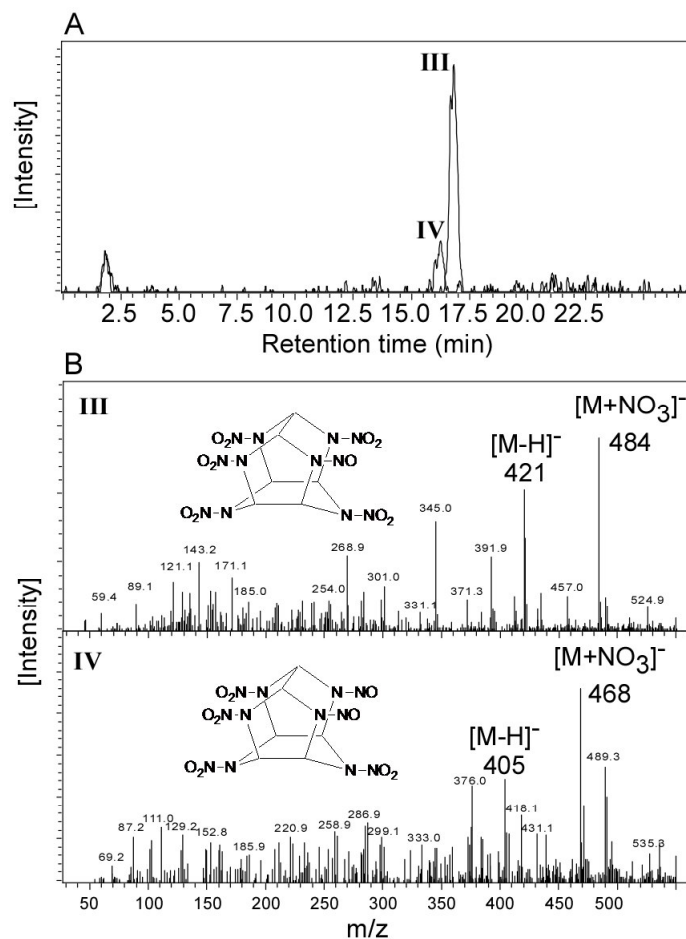 A
[Intensity]
III
IV
2.5 5.0 7.5 10.0 12.5 15.0 17.5 20.0 22.5
Retention time (min)
B
[Intensity]
III
[M+NO3]-
484
[M-H]-
421
O2N-N
N-NO2
O2N-N
N-NO
O2N-N
N-NO2
59.4
89.1
121.1
143.2
171.1
185.0
254.0
268.9
301.0
331.1
345.0
371.3
391.9
457.0
524.9
IV
[M+NO3]-
468
[M-H]-
405
O2N-N
N-NO
O2N-N
N-NO
O2N-N
N-NO2
69.2
87.2
111.0
129.2
152.8
185.9
220.9
258.9
286.9
299.1
333.0
376.0
418.1
431.1
489.3
535.3
50 100 150 200 250 300 350 400 450 500
m/z